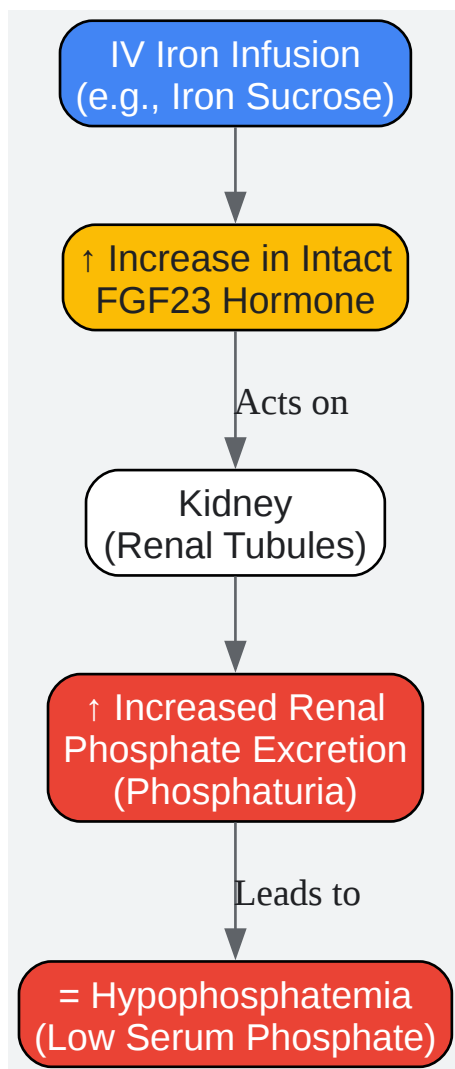 IV Iron Infusion
(e.g., Iron Sucrose)
↑ Increase in Intact
FGF23 Hormone
Acts on
Kidney
(Renal Tubules)
↑ Increased Renal
Phosphate Excretion
(Phosphaturia)
Leads to
= Hypophosphatemia
(Low Serum Phosphate)